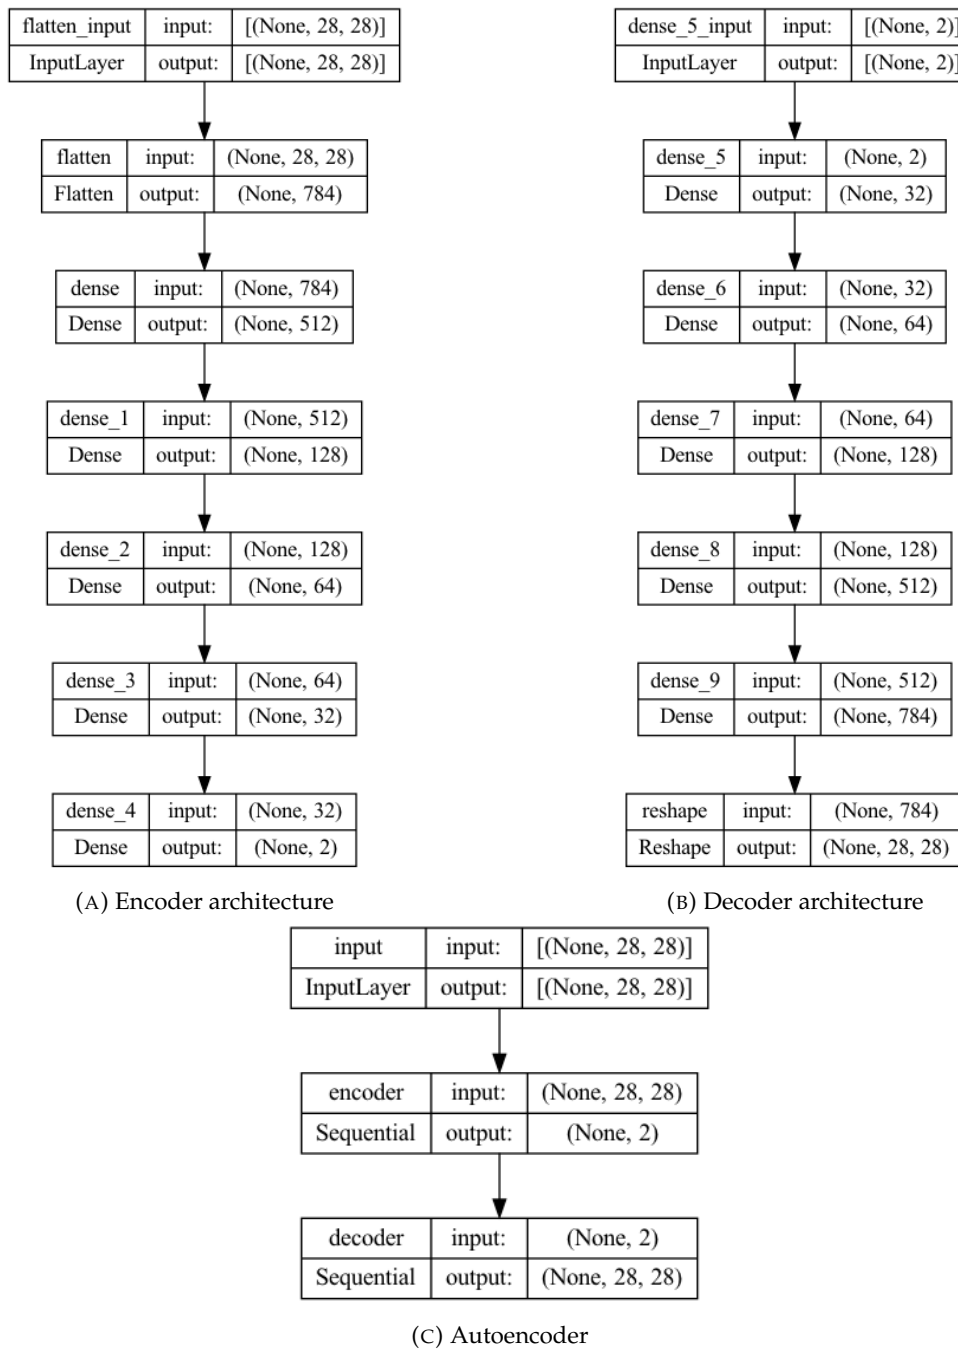 flatten_input input: [(None, 28, 28)]
InputLayer output: [(None, 28, 28)]
flatten input: (None, 28, 28)
Flatten output: (None, 784)
dense input: (None, 784)
Dense output: (None, 512)
dense_1 input: (None, 512)
Dense output: (None, 128)
dense_2 input: (None, 128)
Dense output: (None, 64)
dense_3 input: (None, 64)
Dense output: (None, 32)
dense_4 input: (None, 32)
Dense output: (None, 2)
(A) Encoder architecture
dense_5_input input: [(None, 2)]
InputLayer output: [(None, 2)]
dense_5 input: (None, 2)
Dense output: (None, 32)
dense_6 input: (None, 32)
Dense output: (None, 64)
dense_7 input: (None, 64)
Dense output: (None, 128)
dense_8 input: (None, 128)
Dense output: (None, 512)
dense_9 input: (None, 512)
Dense output: (None, 784)
reshape input: (None, 784)
Reshape output: (None, 28, 28)
(B) Decoder architecture
input input: [(None, 28, 28)]
InputLayer output: [(None, 28, 28)]
encoder input: (None, 28, 28)
Sequential output: (None, 2)
decoder input: (None, 2)
Sequential output: (None, 28, 28)
(C) Autoencoder